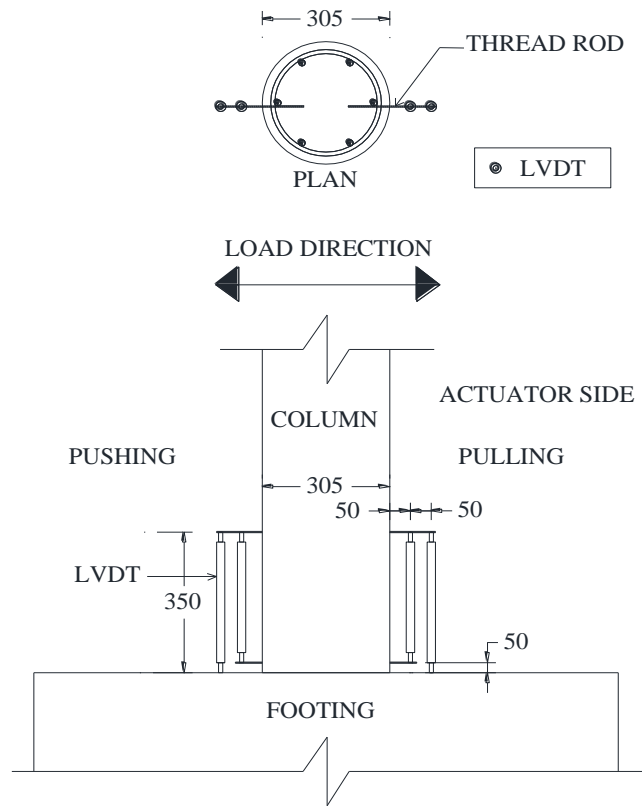 305
THREAD ROD
PLAN
LVDT
LOAD DIRECTION
ACTUATOR SIDE
COLUMN
PUSHING
PULLING
305
50
50
LVDT
350
50
FOOTING